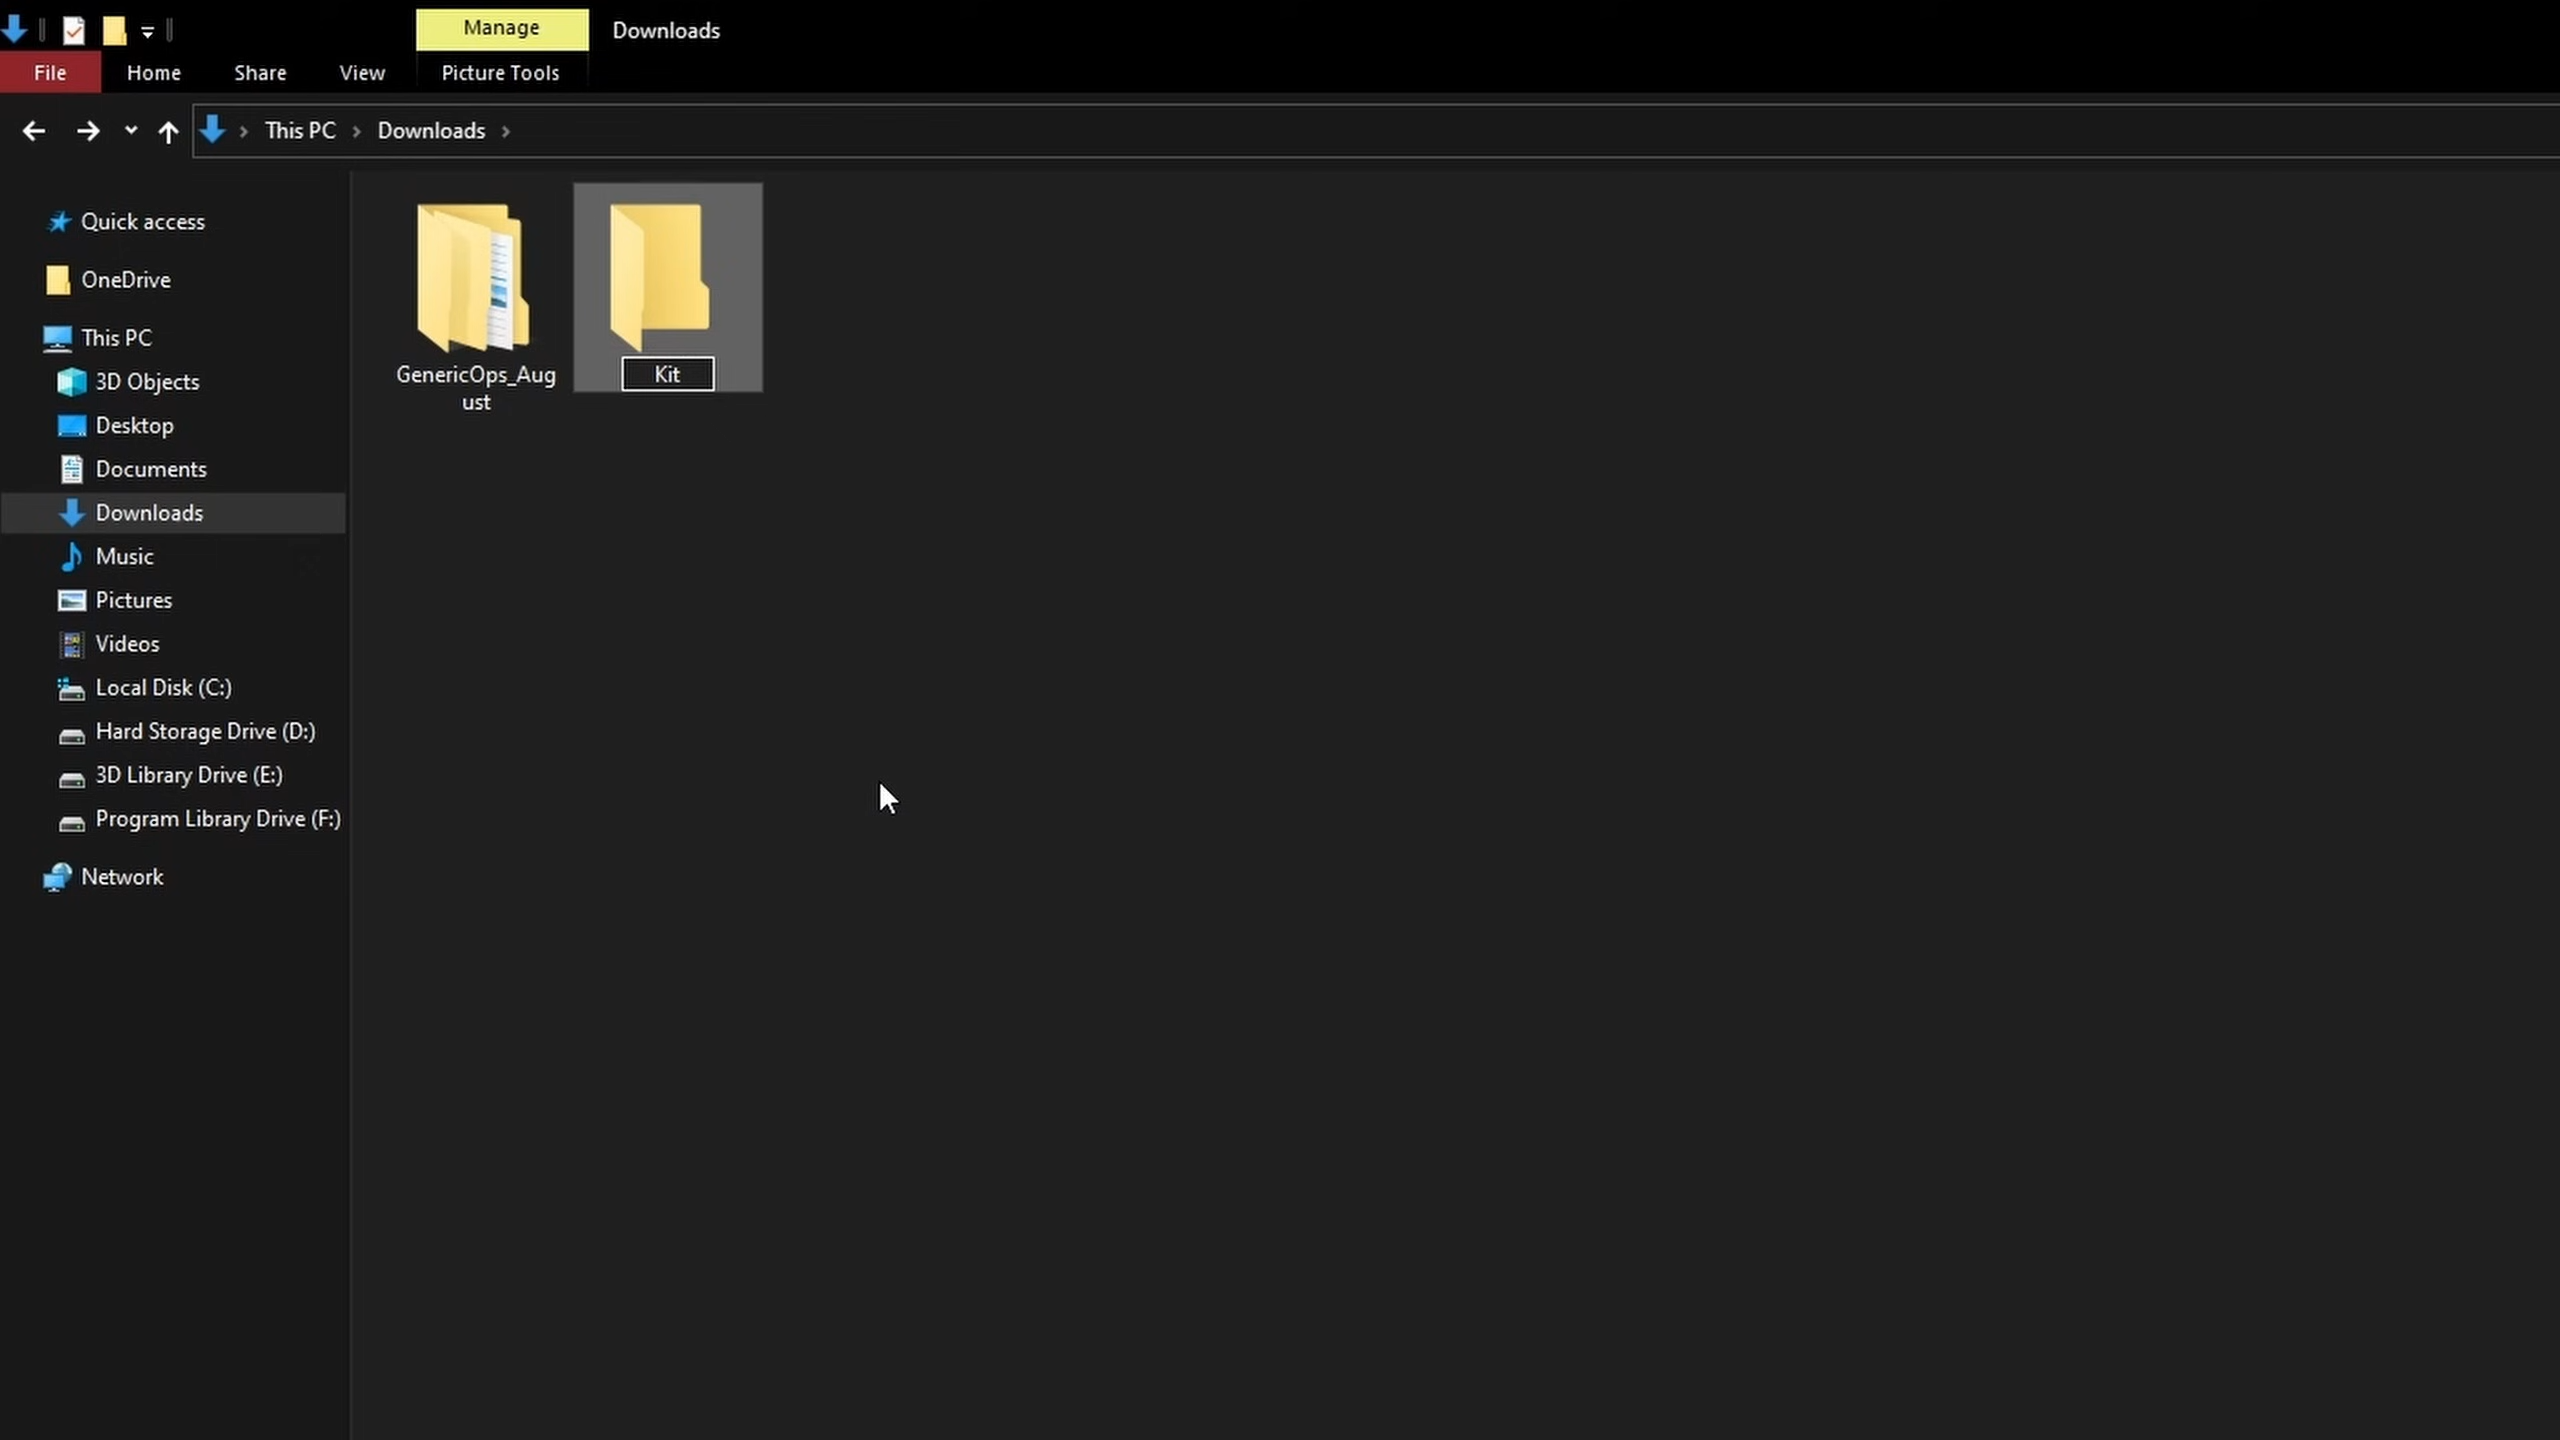 Manage
Downloads
File
Home
Share
View
Picture Tools
This PC
Downloads
Quick access
OneDrive
This PC
3D Objects
Desktop
Documents
Downloads
Music
Pictures
Videos
Local Disk (C:)
Hard Storage Drive (D:)
3D Library Drive (E:)
Program Library Drive (F:)
Network
GenericOps_Aug
ust
Kit